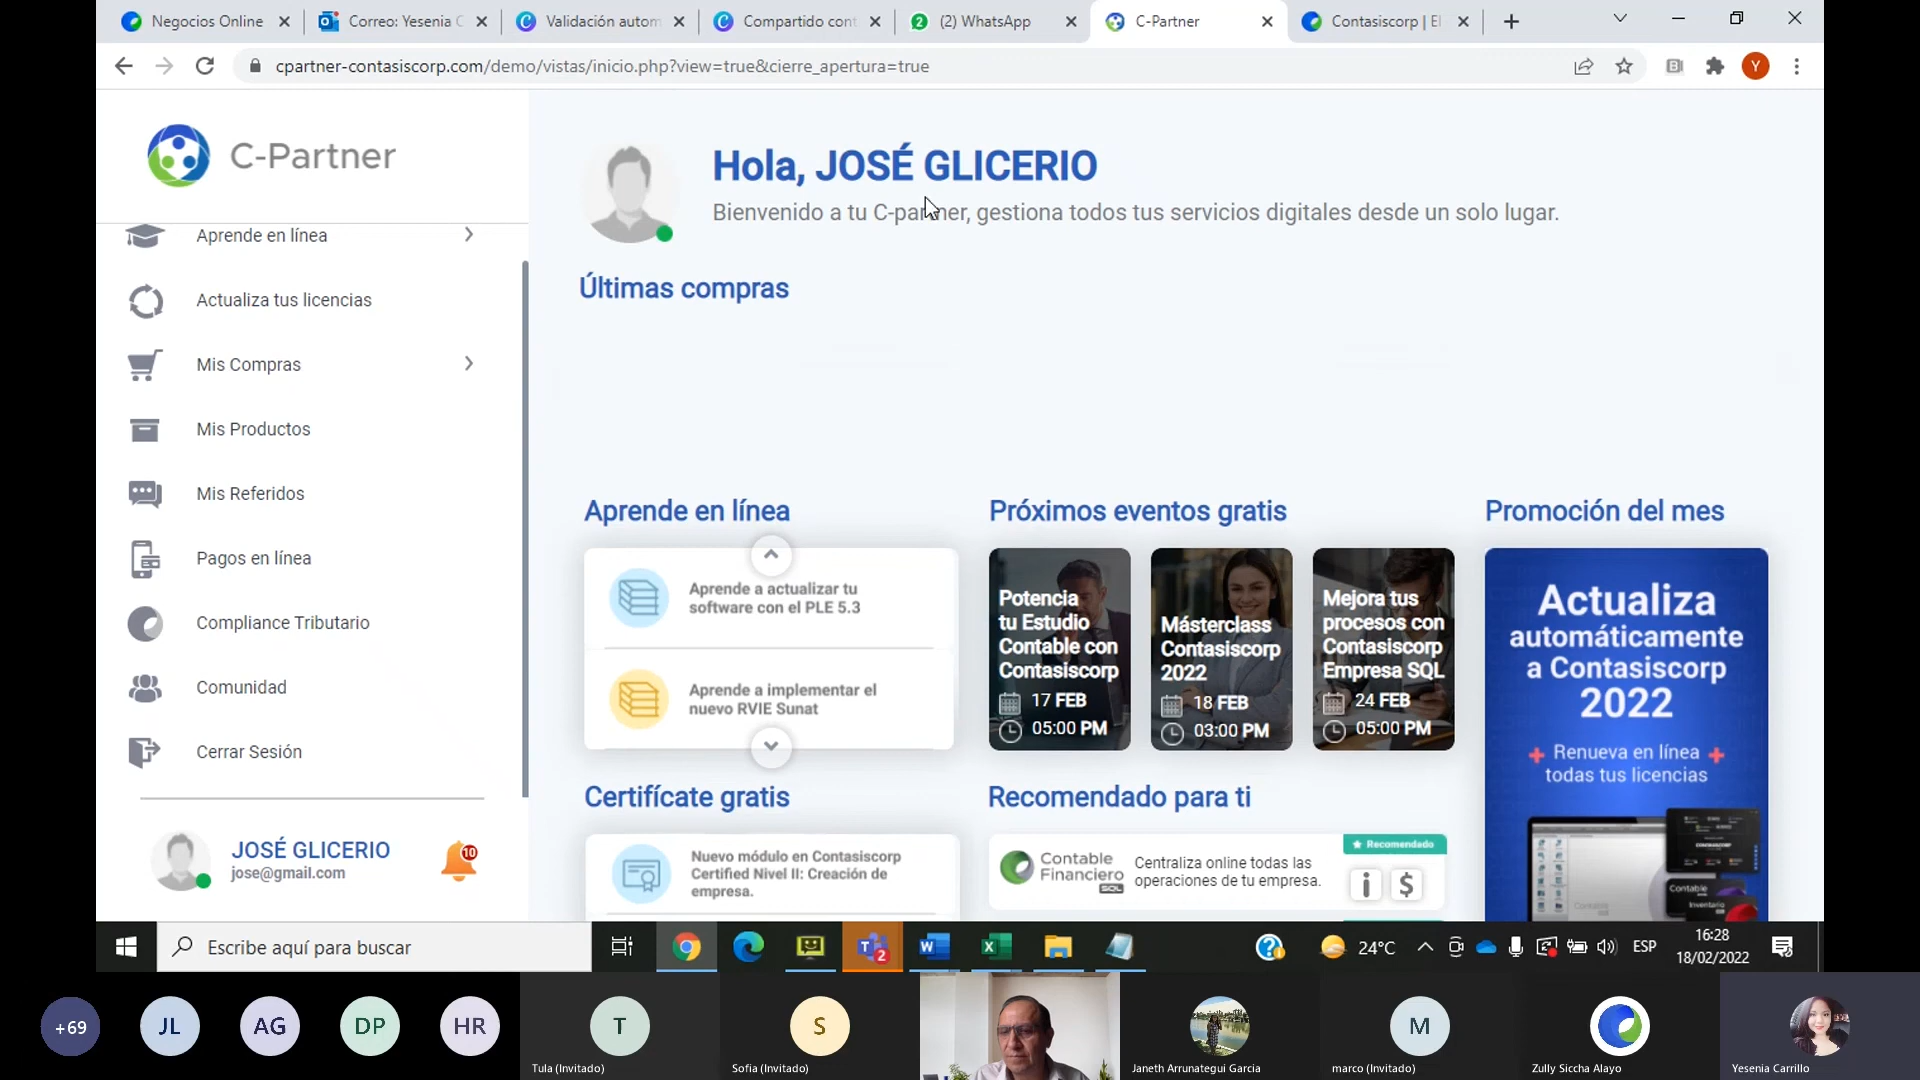 Negocios Online
Correo: Yesenia C
Validación autom
Compartido cont
(2) WhatsApp
C-Partner
Contasiscorp | El
cpartner-contasiscorp.com/demo/vistas/inicio.php?view=true&cierre_apertura=true
Y
C-Partner
Aprende en línea
Actualiza tus licencias
Mis Compras
Mis Productos
Mis Referidos
Pagos en línea
Compliance Tributario
Comunidad
Cerrar Sesión
JOSÉ GLICERIO
jose@gmail.com
10
Hola, JOSÉ GLICERIO
Bienvenido a tu C-partner, gestiona todos tus servicios digitales desde un solo lugar.
Últimas compras
Aprende en línea
Aprende a actualizar tu
software con el PLE 5.3
Aprende a implementar el
nuevo RVIE Sunat
Próximos eventos gratis
Potencia
tu Estudio
Contable con
Contasiscorp
17 FEB
05:00 PM
Másterclass
Contasiscorp
2022
18 FEB
03:00 PM
Mejora tus
procesos con
Contasiscorp
Empresa SQL
24 FEB
05:00 PM
Promoción del mes
Actualiza
automáticamente
a Contasiscorp
2022
+ Renueva en línea +
todas tus licencias
Contable
Inventario
Certifícate gratis
Nuevo módulo en Contasiscorp
Certified Nivel II: Creación de
empresa.
Recomendado para ti
Contable
Financiero
SQL
Centraliza online todas las
operaciones de tu empresa.
Recomendado
Escribe aquí para buscar
2
24°C
ESP
16:28
18/02/2022
+69
JL
AG
DP
HR
T
Tula (Invitado)
S
Sofia (Invitado)
Janeth Arrunategui Garcia
M
marco (Invitado)
Zully Siccha Alayo
Yesenia Carrillo